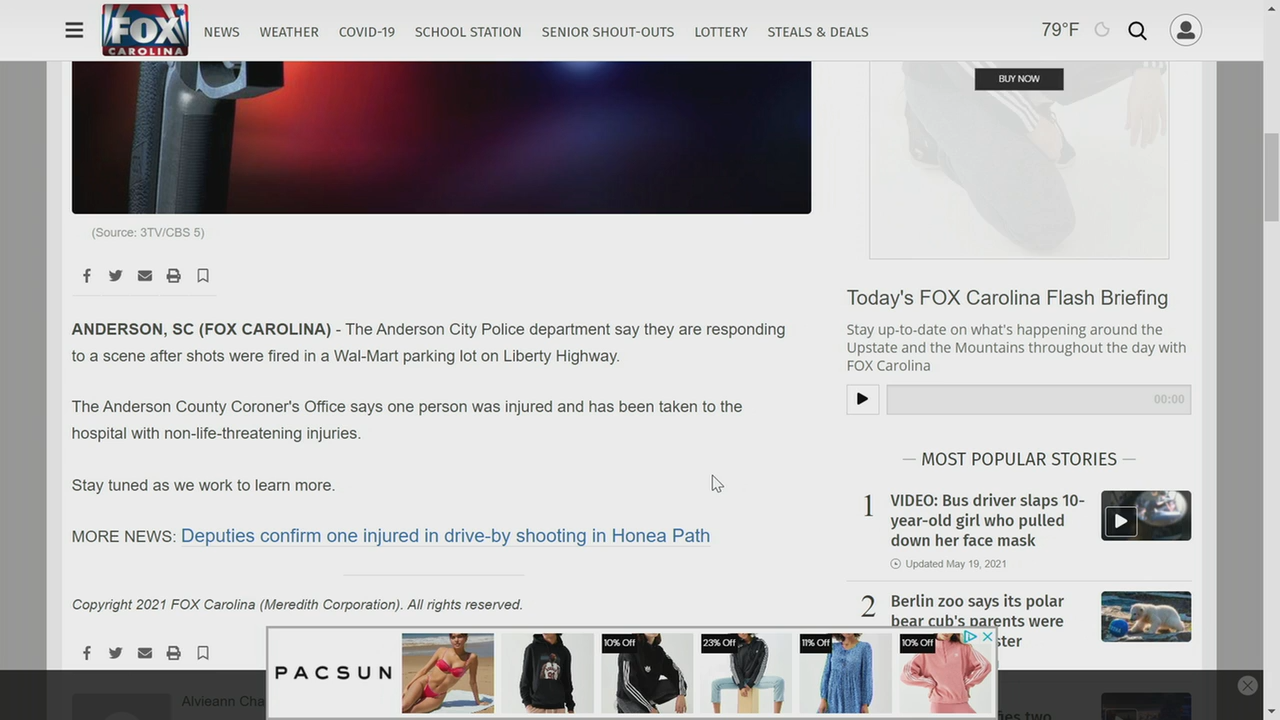 FOX
CAROLINA
NEWS
WEATHER
COVID-19
SCHOOL STATION
SENIOR SHOUT-OUTS
LOTTERY
STEALS & DEALS
79°F
BUY NOW
(Source: 3TV/CBS 5)
ANDERSON, SC (FOX CAROLINA) - The Anderson City Police department say they are responding
to a scene after shots were fired in a Wal-Mart parking lot on Liberty Highway.
The Anderson County Coroner's Office says one person was injured and has been taken to the
hospital with non-life-threatening injuries.
Stay tuned as we work to learn more.
MORE NEWS: Deputies confirm one injured in drive-by shooting in Honea Path
Copyright 2021 FOX Carolina (Meredith Corporation). All rights reserved.
Alvieann Cha
Today's FOX Carolina Flash Briefing
Stay up-to-date on what's happening around the
Upstate and the Mountains throughout the day with
FOX Carolina
00:00
MOST POPULAR STORIES
1
VIDEO: Bus driver slaps 10-
year-old girl who pulled
down her face mask
Updated May 19, 2021
2
Berlin zoo says its polar
bear cub's parents were
PACSUN
10% Off
23% Off
11% Off
10% Off